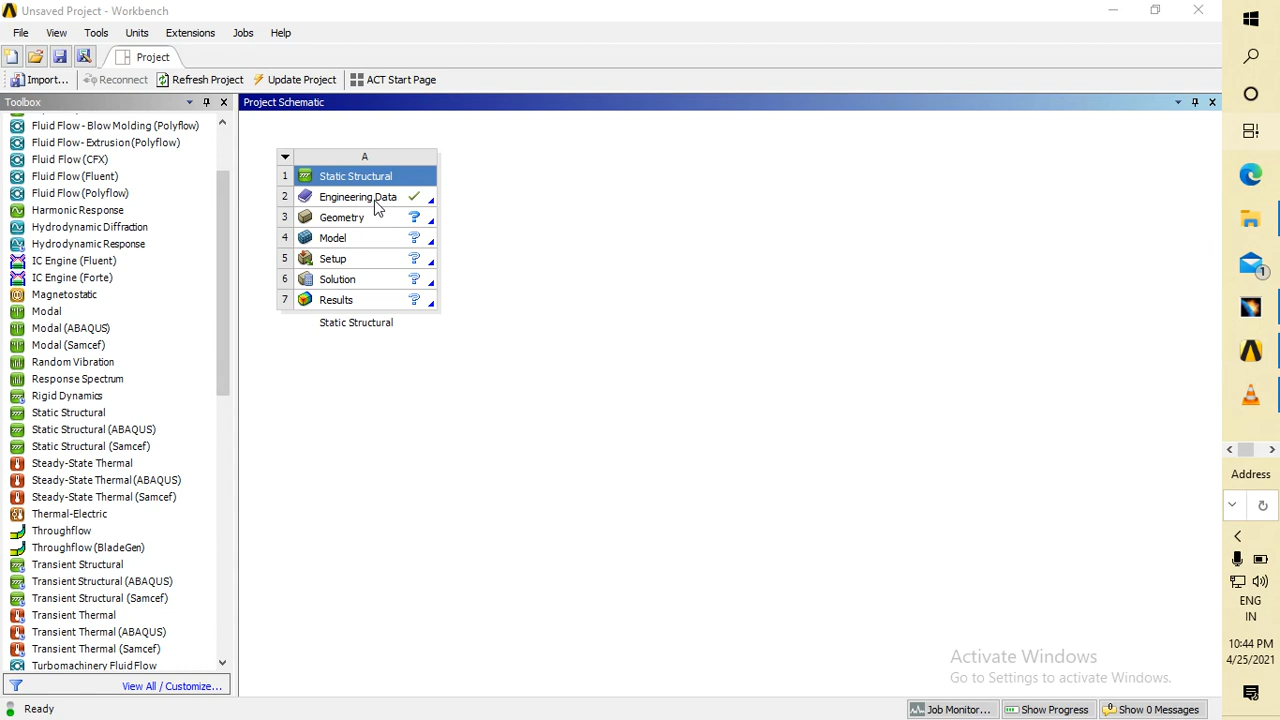 Unsaved Project - Workbench
File View Tools Units Extensions Jobs Help
Project
Import... Reconnect Refresh Project Update Project ACT Start Page
Toolbox
Project Schematic
Fluid Flow - Blow Molding (Polyflow)
Fluid Flow - Extrusion (Polyflow)
Fluid Flow (CFX)
Fluid Flow (Fluent)
Fluid Flow (Polyflow)
Harmonic Response
Hydrodynamic Diffraction
Hydrodynamic Response
IC Engine (Fluent)
IC Engine (Forte)
Magnetostatic
Modal
Modal (ABAQUS)
Modal (Samcef)
Random Vibration
Response Spectrum
Rigid Dynamics
Static Structural
Static Structural (ABAQUS)
Static Structural (Samcef)
Steady-State Thermal
Steady-State Thermal (ABAQUS)
Steady-State Thermal (Samcef)
Thermal-Electric
Throughflow
Throughflow (BladeGen)
Transient Structural
Transient Structural (ABAQUS)
Transient Structural (Samcef)
Transient Thermal
Transient Thermal (ABAQUS)
Transient Thermal (Samcef)
Turbomachinery Fluid Flow
View All / Customize...
A
1 Static Structural
2 Engineering Data
3 Geometry ?
4 Model ?
5 Setup ?
6 Solution ?
7 Results ?
Static Structural
Activate Windows
Go to Settings to activate Windows.
Ready
Job Monitor... Show Progress Show 0 Messages
1
Address
ENG
IN
10:44 PM
4/25/2021